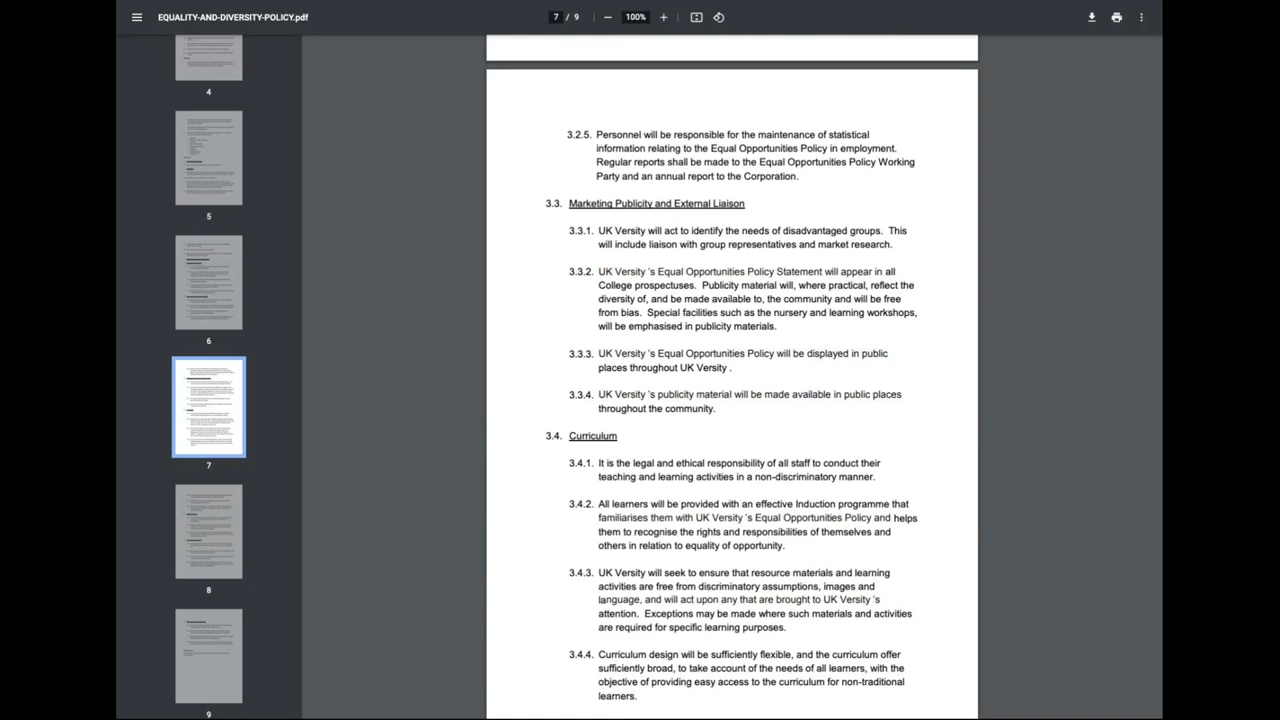 EQUALITY-AND-DIVERSITY-POLICY.pdf
7 / 9
100%
4
5
6
7
8
9
3.2.5. Personnel will be responsible for the maintenance of statistical
information relating to the Equal Opportunities Policy in employment.
Regular reports shall be made to the Equal Opportunities Policy Working
Party and an annual report to the Corporation.
3.3. Marketing Publicity and External Liaison
3.3.1. UK Versity will act to identify the needs of disadvantaged groups. This
will include liaison with group representatives and market research.
3.3.2. UK Versity 's Equal Opportunities Policy Statement will appear in all
College prospectuses. Publicity material will, where practical, reflect the
diversity of, and be made available to, the community and will be free
from bias. Special facilities such as the nursery and learning workshops,
will be emphasised in publicity materials.
3.3.3. UK Versity 's Equal Opportunities Policy will be displayed in public
places throughout UK Versity .
3.3.4. UK Versity 's publicity material will be made available in public places
throughout the community.
3.4. Curriculum
3.4.1. It is the legal and ethical responsibility of all staff to conduct their
teaching and learning activities in a non-discriminatory manner.
3.4.2. All learners will be provided with an effective Induction programme that
familiarises them with UK Versity 's Equal Opportunities Policy and helps
them to recognise the rights and responsibilities of themselves and
others in relation to equality of opportunity.
3.4.3. UK Versity will seek to ensure that resource materials and learning
activities are free from discriminatory assumptions, images and
language, and will act upon any that are brought to UK Versity 's
attention. Exceptions may be made where such materials and activities
are required for specific learning purposes.
3.4.4. Curriculum design will be sufficiently flexible, and the curriculum offer
sufficiently broad, to take account of the needs of all learners, with the
objective of providing easy access to the curriculum for non-traditional
learners.